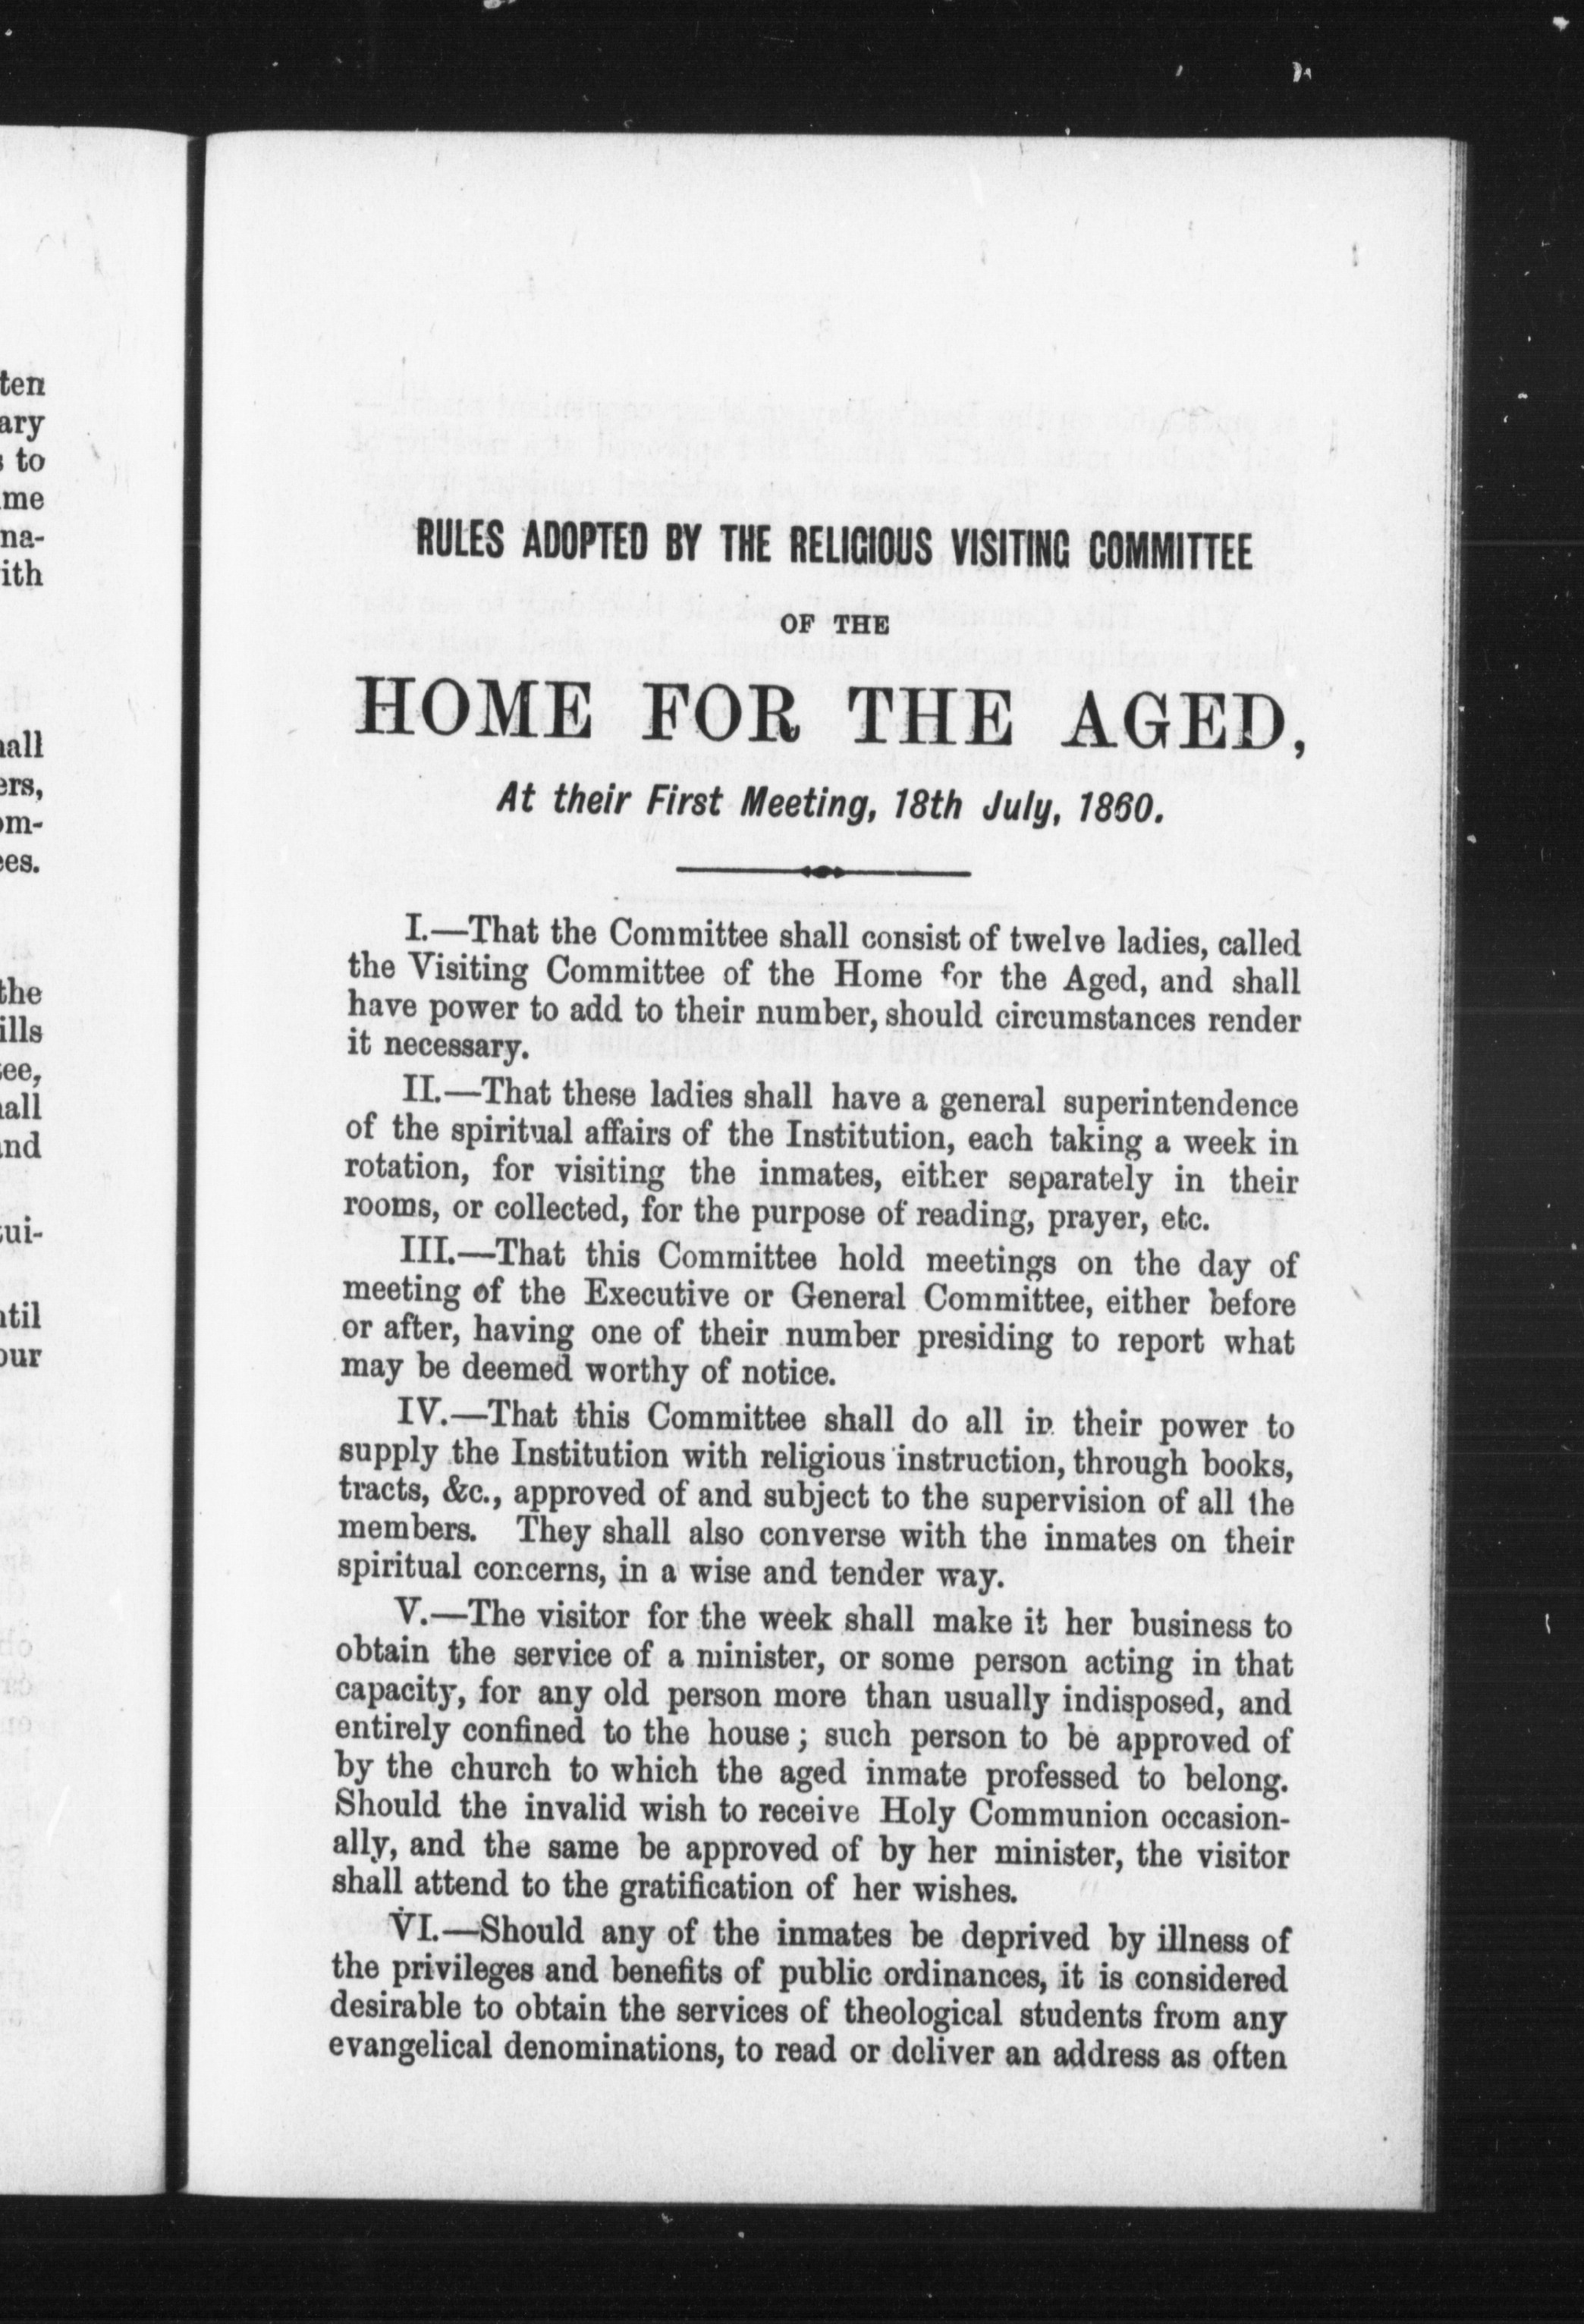 ten
ary
s to
me
na-
ith
all
ers,
om-
ees.
the
ills
ee,
all
and
tui-
ntil
our
RULES ADOPTED BY THE RELIGIOUS VISITING COMMITTEE
OF THE
HOME FOR THE AGED,
At their First Meeting, 18th July, 1860.
I.—That the Committee shall consist of twelve ladies, called
the Visiting Committee of the Home for the Aged, and shall
have power to add to their number, should circumstances render
it necessary.
II.—That these ladies shall have a general superintendence
of the spiritual affairs of the Institution, each taking a week in
rotation, for visiting the inmates, either separately in their
rooms, or collected, for the purpose of reading, prayer, etc.
III.—That this Committee hold meetings on the day of
meeting of the Executive or General Committee, either before
or after, having one of their number presiding to report what
may be deemed worthy of notice.
IV.—That this Committee shall do all in their power to
supply the Institution with religious instruction, through books,
tracts, &c., approved of and subject to the supervision of all the
members. They shall also converse with the inmates on their
spiritual concerns, in a wise and tender way.
V.—The visitor for the week shall make it her business to
obtain the service of a minister, or some person acting in that
capacity, for any old person more than usually indisposed, and
entirely confined to the house; such person to be approved of
by the church to which the aged inmate professed to belong.
Should the invalid wish to receive Holy Communion occasion-
ally, and the same be approved of by her minister, the visitor
shall attend to the gratification of her wishes.
VI.—Should any of the inmates be deprived by illness of
the privileges and benefits of public ordinances, it is considered
desirable to obtain the services of theological students from any
evangelical denominations, to read or deliver an address as often